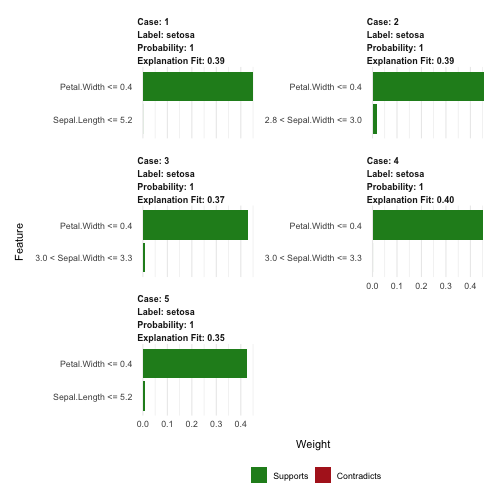 Case: 1
Label: setosa
Probability: 1
Explanation Fit: 0.39
Petal.Width <= 0.4
Sepal.Length <= 5.2
Case: 2
Label: setosa
Probability: 1
Explanation Fit: 0.39
Petal.Width <= 0.4
2.8 < Sepal.Width <= 3.0
Case: 3
Label: setosa
Probability: 1
Explanation Fit: 0.37
Petal.Width <= 0.4
3.0 < Sepal.Width <= 3.3
Case: 4
Label: setosa
Probability: 1
Explanation Fit: 0.40
Petal.Width <= 0.4
3.0 < Sepal.Width <= 3.3
0.0 0.1 0.2 0.3 0.4
Case: 5
Label: setosa
Probability: 1
Explanation Fit: 0.35
Petal.Width <= 0.4
Sepal.Length <= 5.2
0.0 0.1 0.2 0.3 0.4
Feature
Weight
Supports Contradicts